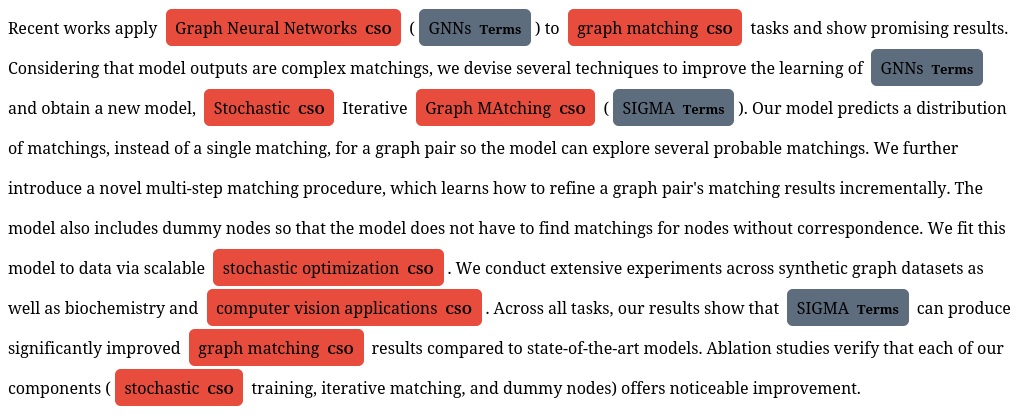 Recent works apply Graph Neural Networks CSO ( GNNs Terms ) to graph matching CSO tasks and show promising results.
Considering that model outputs are complex matchings, we devise several techniques to improve the learning of GNNs Terms
and obtain a new model, Stochastic CSO Iterative Graph MAtching CSO ( SIGMA Terms ). Our model predicts a distribution
of matchings, instead of a single matching, for a graph pair so the model can explore several probable matchings. We further
introduce a novel multi-step matching procedure, which learns how to refine a graph pair's matching results incrementally. The
model also includes dummy nodes so that the model does not have to find matchings for nodes without correspondence. We fit this
model to data via scalable stochastic optimization CSO . We conduct extensive experiments across synthetic graph datasets as
well as biochemistry and computer vision applications CSO . Across all tasks, our results show that SIGMA Terms can produce
significantly improved graph matching CSO results compared to state-of-the-art models. Ablation studies verify that each of our
components ( stochastic CSO training, iterative matching, and dummy nodes) offers noticeable improvement.